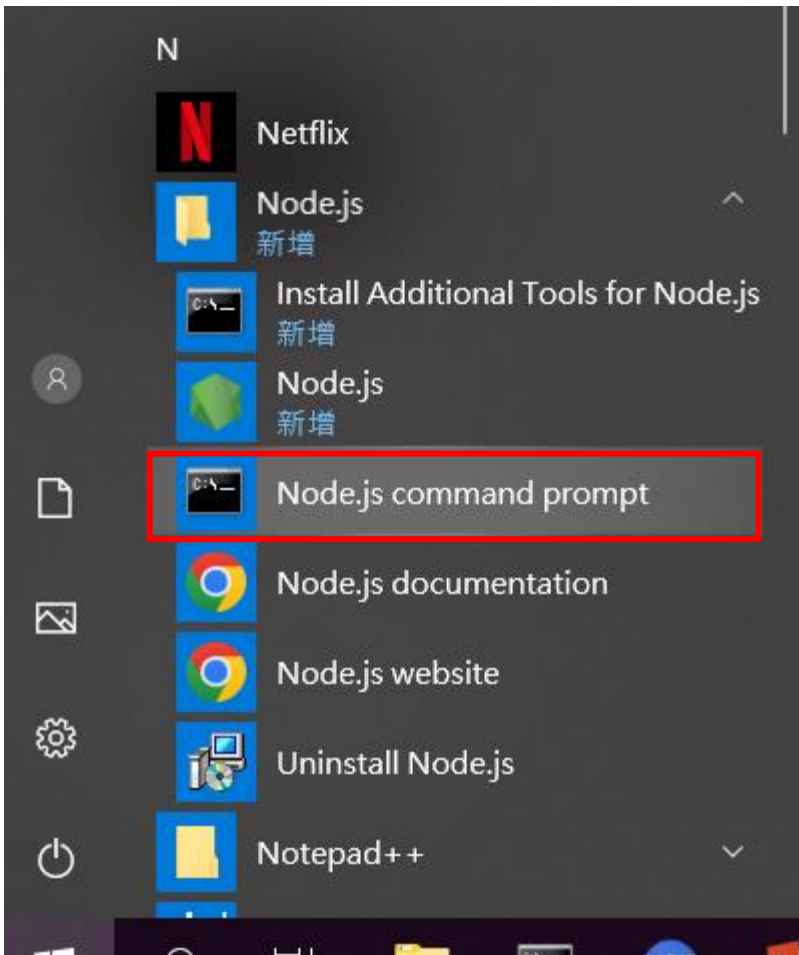 N
Netflix
Node.js
新增
Install Additional Tools for Node.js
新增
Node.js
新增
Node.js command prompt
Node.js documentation
Node.js website
Uninstall Node.js
Notepad++